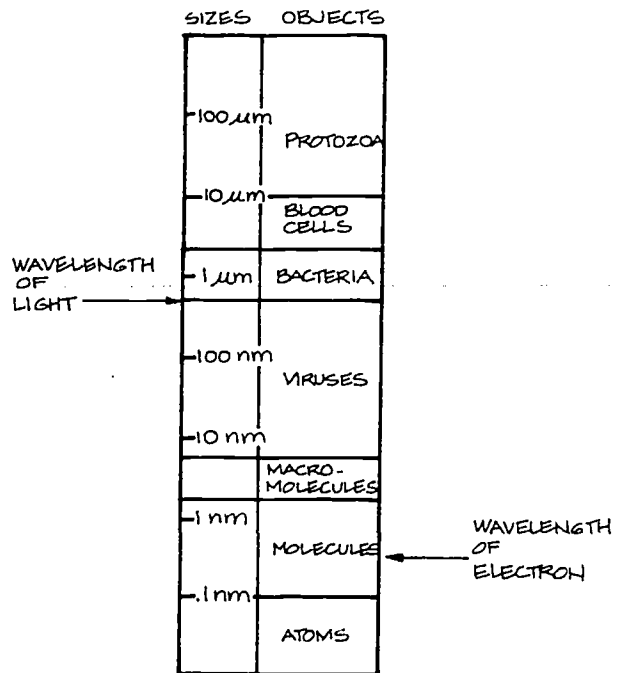 SIZES OBJECTS
100 μm
PROTOZOA
10 μm
BLOOD
CELLS
WAVELENGTH
OF
LIGHT
1 μm
BACTERIA
100 nm
VIRUSES
10 nm
MACRO-
MOLECULES
1 nm
MOLECULES
WAVELENGTH
OF
ELECTRON
.1 nm
ATOMS